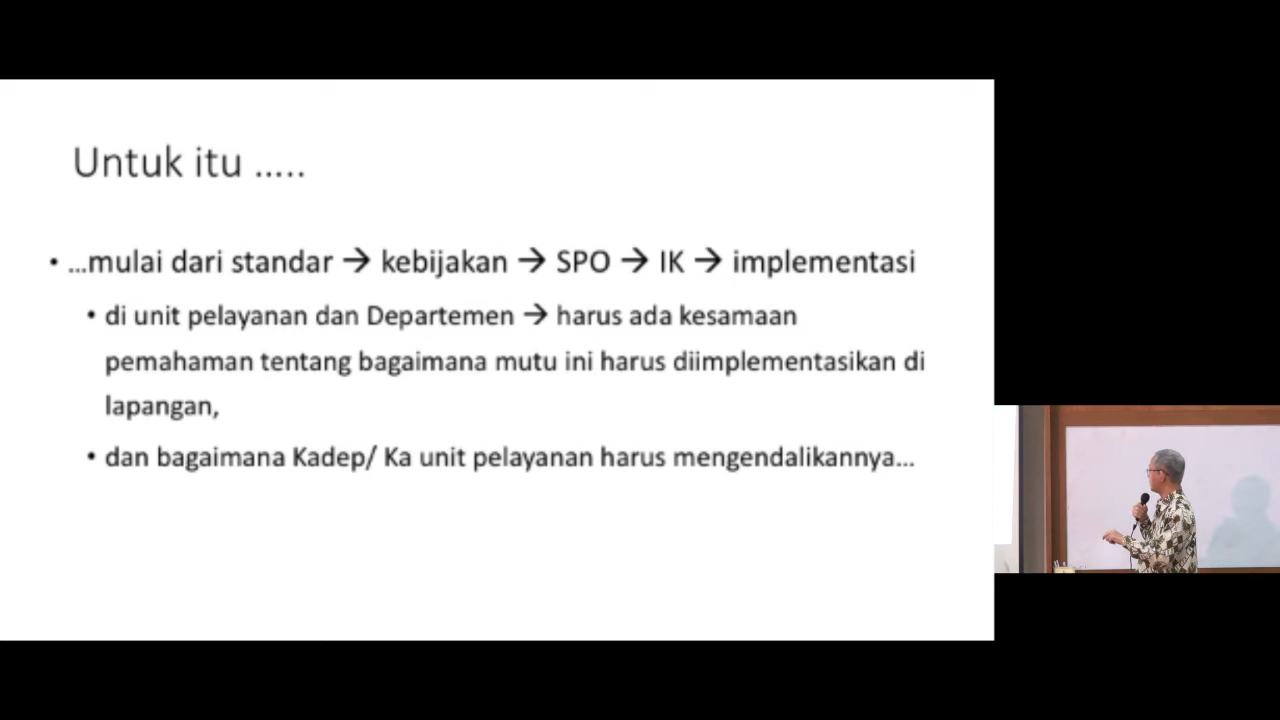 Untuk itu .....
• ...mulai dari standar → kebijakan → SPO → IK → implementasi
• di unit pelayanan dan Departemen → harus ada kesamaan
pemahaman tentang bagaimana mutu ini harus diimplementasikan di
lapangan,
• dan bagaimana Kadep/ Ka unit pelayanan harus mengendalikannya...